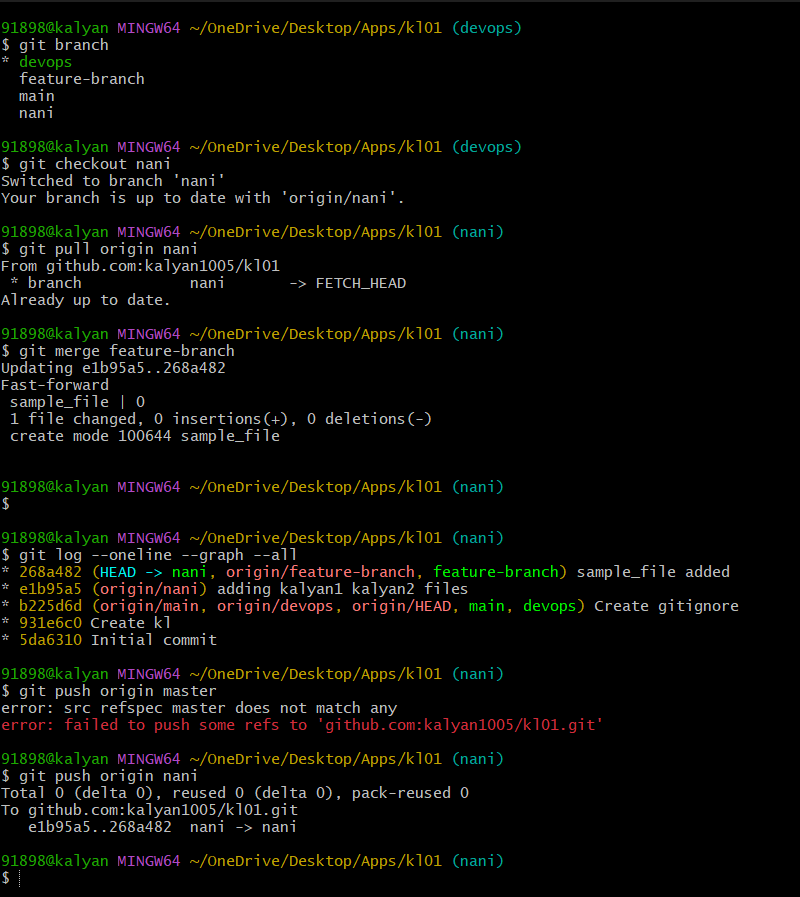 91898@kalyan MINGW64 ~/OneDrive/Desktop/Apps/kl01 (devops)
$ git branch
* devops
  feature-branch
  main
  nani

91898@kalyan MINGW64 ~/OneDrive/Desktop/Apps/kl01 (devops)
$ git checkout nani
Switched to branch 'nani'
Your branch is up to date with 'origin/nani'.

91898@kalyan MINGW64 ~/OneDrive/Desktop/Apps/kl01 (nani)
$ git pull origin nani
From github.com:kalyan1005/kl01
 * branch            nani       -> FETCH_HEAD
Already up to date.

91898@kalyan MINGW64 ~/OneDrive/Desktop/Apps/kl01 (nani)
$ git merge feature-branch
Updating e1b95a5..268a482
Fast-forward
 sample_file | 0
 1 file changed, 0 insertions(+), 0 deletions(-)
 create mode 100644 sample_file


91898@kalyan MINGW64 ~/OneDrive/Desktop/Apps/kl01 (nani)
$

91898@kalyan MINGW64 ~/OneDrive/Desktop/Apps/kl01 (nani)
$ git log --oneline --graph --all
* 268a482 (HEAD -> nani, origin/feature-branch, feature-branch) sample_file added
* e1b95a5 (origin/nani) adding kalyan1 kalyan2 files
* b225d6d (origin/main, origin/devops, origin/HEAD, main, devops) Create gitignore
* 931e6c0 Create kl
* 5da6310 Initial commit

91898@kalyan MINGW64 ~/OneDrive/Desktop/Apps/kl01 (nani)
$ git push origin master
error: src refspec master does not match any
error: failed to push some refs to 'github.com:kalyan1005/kl01.git'

91898@kalyan MINGW64 ~/OneDrive/Desktop/Apps/kl01 (nani)
$ git push origin nani
Total 0 (delta 0), reused 0 (delta 0), pack-reused 0
To github.com:kalyan1005/kl01.git
   e1b95a5..268a482  nani -> nani

91898@kalyan MINGW64 ~/OneDrive/Desktop/Apps/kl01 (nani)
$